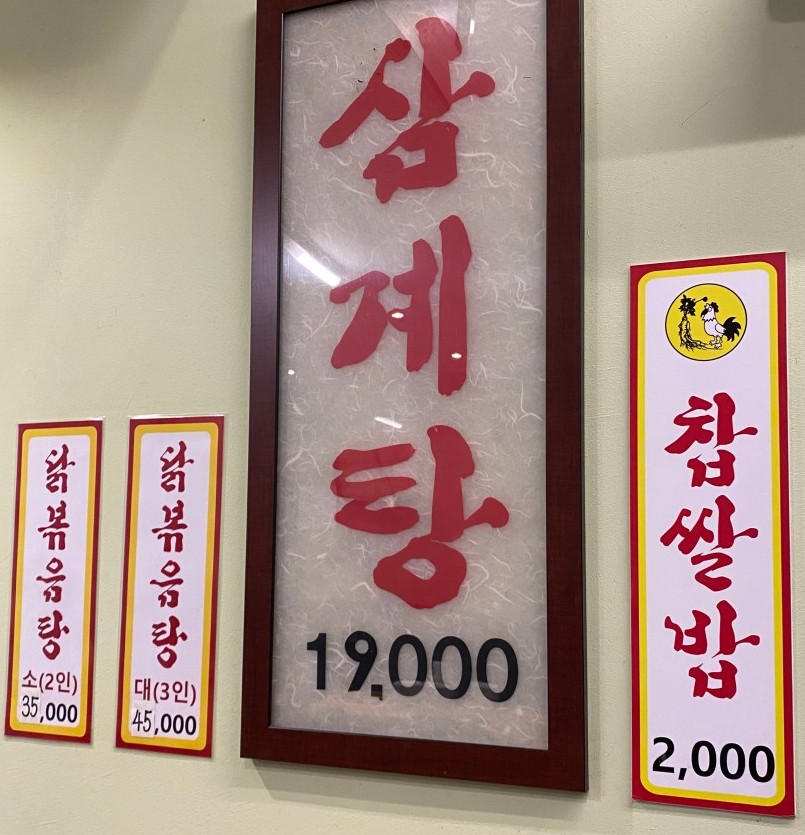 닭볶음탕
소(2인)
35,000
닭볶음탕
대(3인)
45,000
삼계탕
19,000
찹쌀밥
2,000